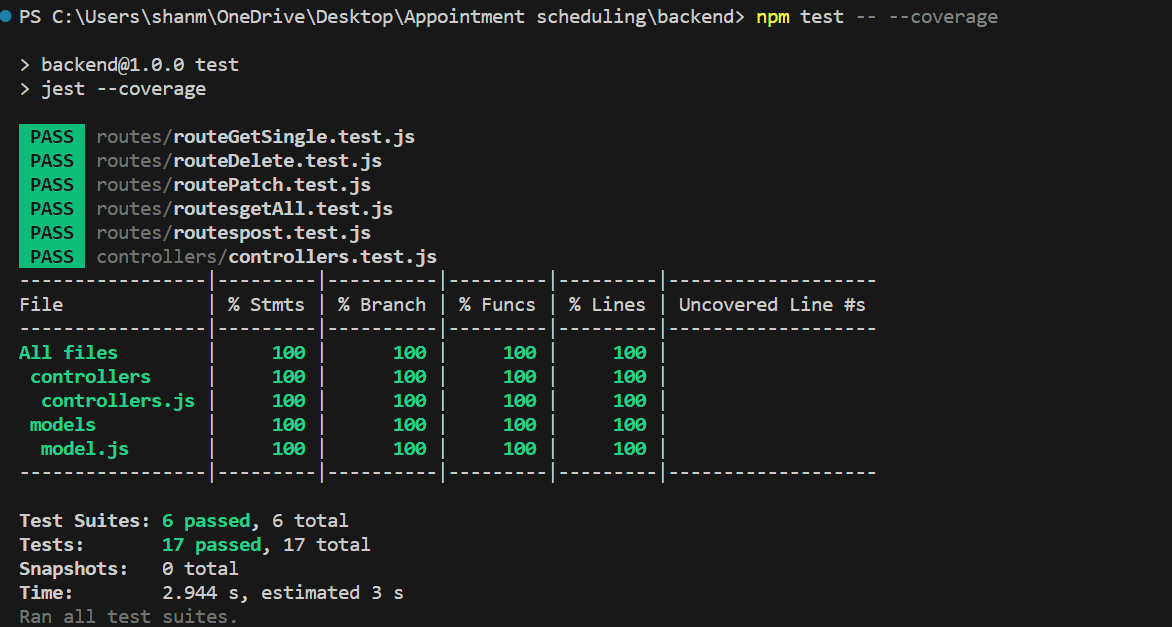 PS C:\Users\shanm\OneDrive\Desktop\Appointment scheduling\backend> npm test -- --coverage
> backend@1.0.0 test
> jest --coverage
PASS routes/routeGetSingle.test.js
PASS routes/routeDelete.test.js
PASS routes/routePatch.test.js
PASS routes/routesgetAll.test.js
PASS routes/routespost.test.js
PASS controllers/controllers.test.js
-----------------|---------|----------|---------|---------|-------------------
File | % Stmts | % Branch | % Funcs | % Lines | Uncovered Line #s
-----------------|---------|----------|---------|---------|-------------------
All files | 100 | 100 | 100 | 100 |
controllers | 100 | 100 | 100 | 100 |
controllers.js | 100 | 100 | 100 | 100 |
models | 100 | 100 | 100 | 100 |
model.js | 100 | 100 | 100 | 100 |
-----------------|---------|----------|---------|---------|-------------------
Test Suites: 6 passed, 6 total
Tests: 17 passed, 17 total
Snapshots: 0 total
Time: 2.944 s, estimated 3 s
Ran all test suites.